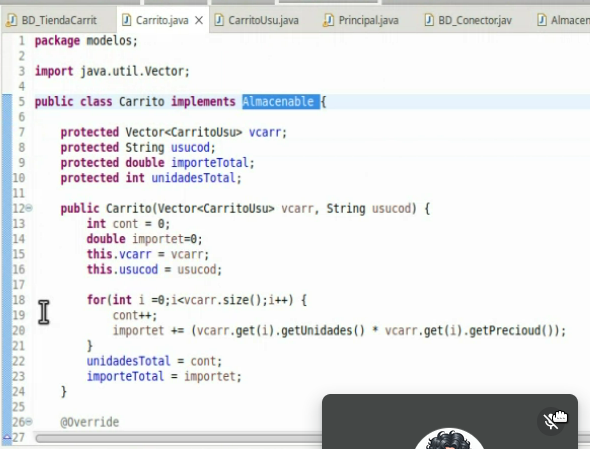 BD_TiendaCarrit Carrito.java CarritoUsu.java Principal.java BD_Conector.jav Almacen
1 package modelos;
2
3 import java.util.Vector;
4
5 public class Carrito implements Almacenable {
6
7 protected Vector<CarritoUsu> vcarr;
8 protected String usucod;
9 protected double importeTotal;
10 protected int unidadesTotal;
11
12 public Carrito(Vector<CarritoUsu> vcarr, String usucod) {
13 int cont = 0;
14 double importet=0;
15 this.vcarr = vcarr;
16 this.usucod = usucod;
17
18 for(int i =0;i<vcarr.size();i++) {
19 cont++;
20 importet += (vcarr.get(i).getUnidades() * vcarr.get(i).getPrecioud());
21 }
22 unidadesTotal = cont;
23 importeTotal = importet;
24 }
25
26 @Override
27